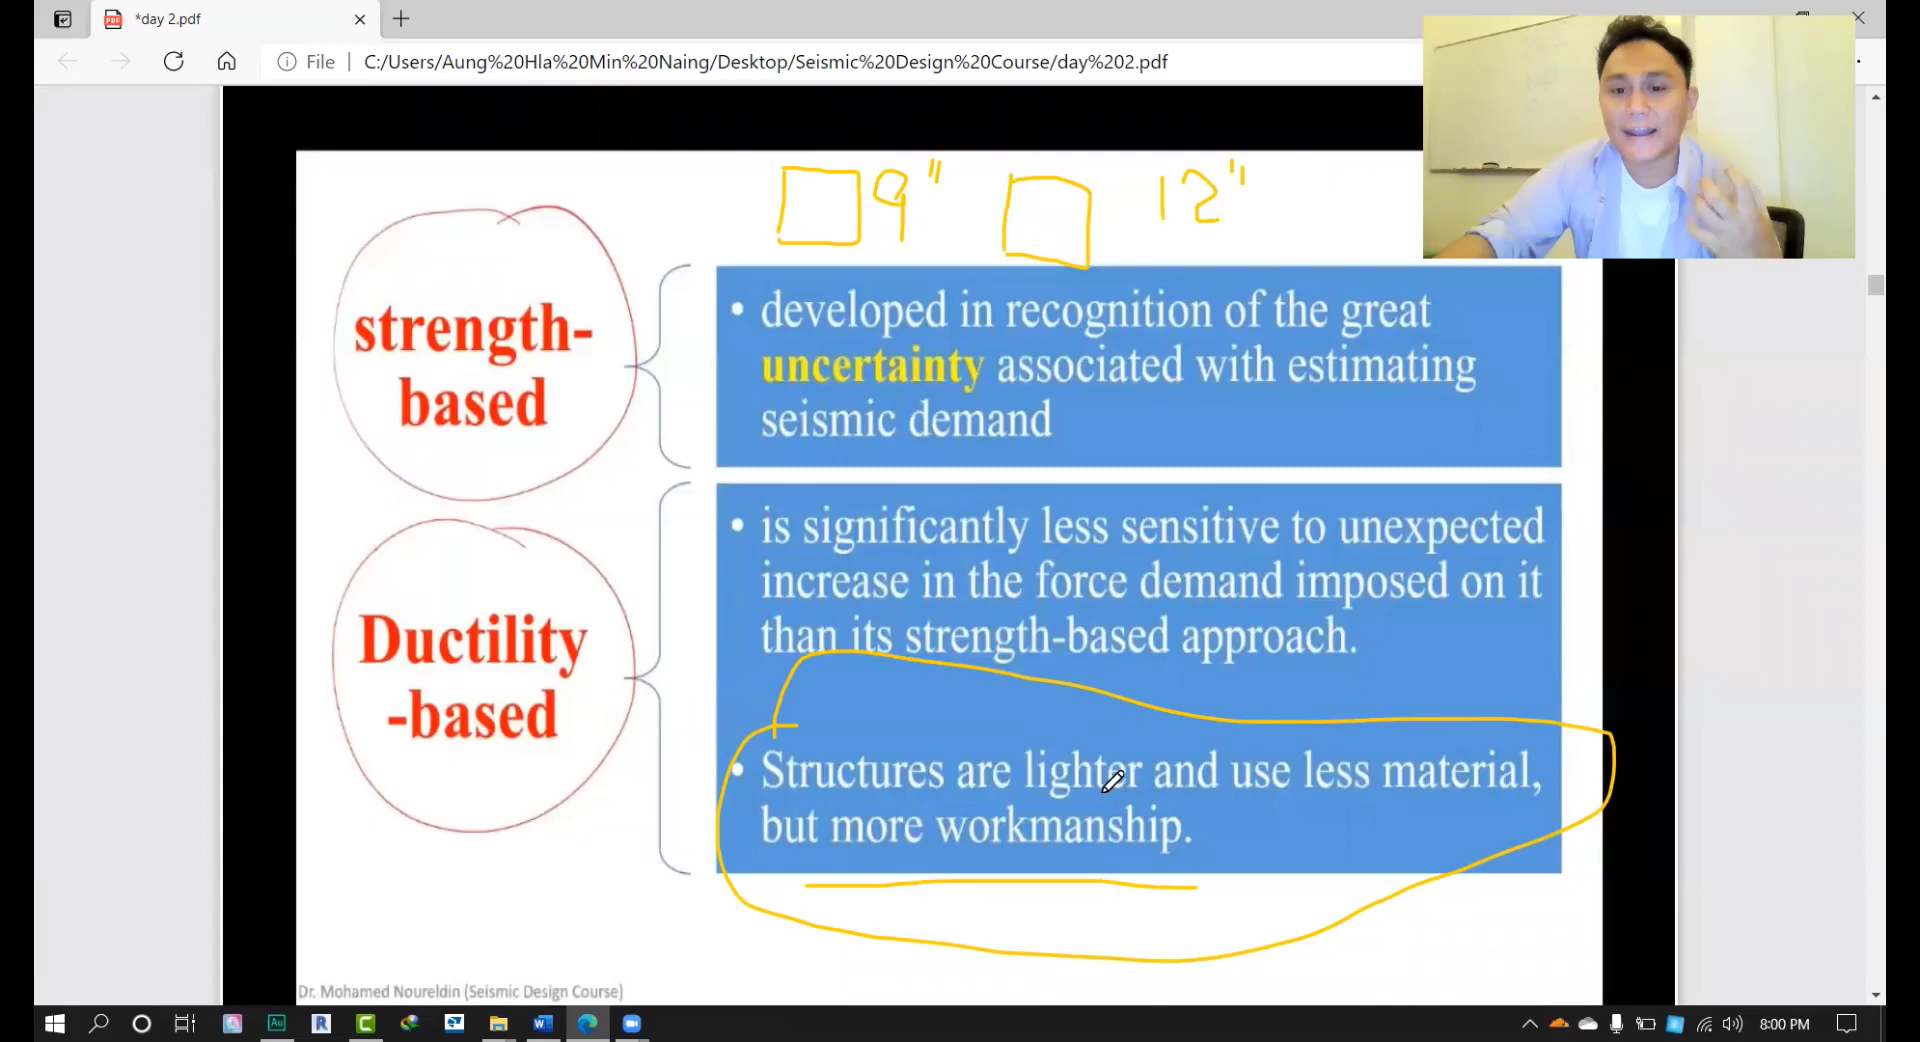 *day 2.pdf
File | C:/Users/Aung%20Hla%20Min%20Naing/Desktop/Seismic%20Design%20Course/day%202.pdf
9" 12"
strength-
based
• developed in recognition of the great
uncertainty associated with estimating
seismic demand
Ductility
-based
• is significantly less sensitive to unexpected
increase in the force demand imposed on it
than its strength-based approach.
• Structures are lighter and use less material,
but more workmanship.
Dr. Mohamed Noureldin (Seismic Design Course)
8:00 PM